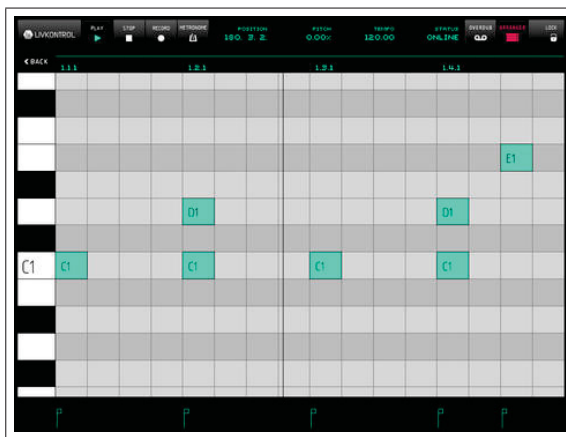 LIVKONTROL PLAY STOP RECORD METRONOME POSITION PITCH TEMPO STATUS OVERDUB ARRANGER LOCK
180. 3. 2. 0.00% 120.00 ONLINE
< BACK
1.1.1 1.2.1 1.3.1 1.4.1
E1
D1 D1
C1 C1 C1 C1 C1